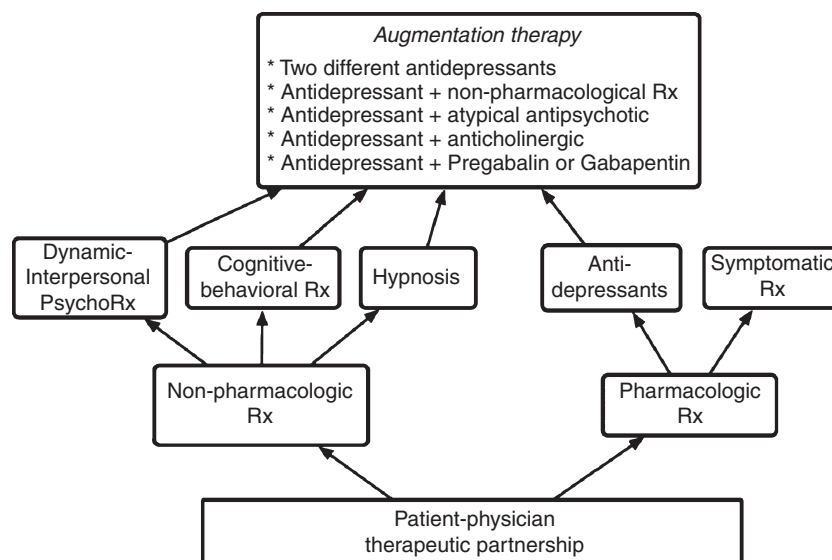 Augmentation therapy
* Two different antidepressants
* Antidepressant + non-pharmacological Rx
* Antidepressant + atypical antipsychotic
* Antidepressant + anticholinergic
* Antidepressant + Pregabalin or Gabapentin
Dynamic-
Interpersonal
PsychoRx
Cognitive-
behavioral Rx
Hypnosis
Anti-
depressants
Symptomatic
Rx
Non-pharmacologic
Rx
Pharmacologic
Rx
Patient-physician
therapeutic partnership